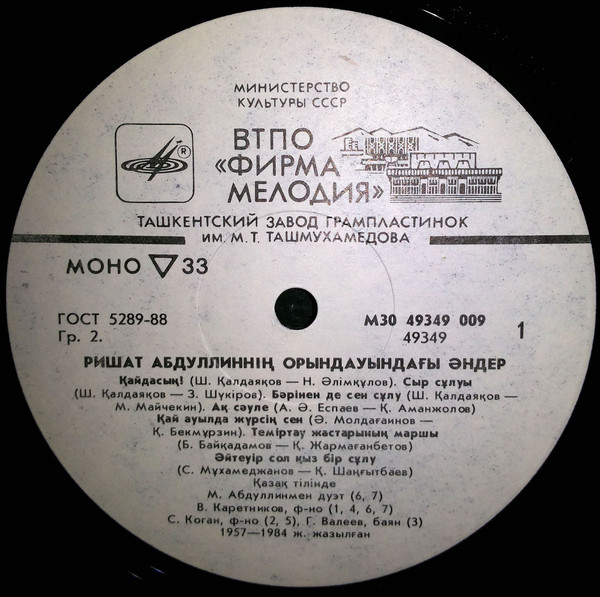 МИНИСТЕРСТВО
КУЛЬТУРЫ СССР
ВТПО
«ФИРМА
МЕЛОДИЯ»
ТАШКЕНТСКИЙ ЗАВОД ГРАМПЛАСТИНОК
ИМ. М. Т. ТАШМУХАМЕДОВА
МОНО 33
ГОСТ 5289-88
Гр. 2.
М30 49349 009
49349
1
РИШАТ АБДУЛЛИННІҢ ОРЫНДАУЫНДАҒЫ ӘНДЕР
Қайдасың! (Ш. Қалдаяқов — Н. Әлімқұлов). Сыр сұлуы
(Ш. Қалдаяқов — З. Шүкіров). Бәрінен де сен сұлу (Ш. Қалдаяқов —
М. Майчекин). Ақ сәуле (А. Ә. Еспаев — К. Аманжолов)
Қай ауылда жүрсің сен (Ә. Молдағаинов —
Қ. Бекмұрзин). Теміртау жастарының маршы
(Б. Байқадамов — Қ. Жармағанбетов)
Әйтеуір сол қыз бір сұлу
(С. Мұхамеджанов — Қ. Шаңғытбаев)
Қазақ тілінде
М. Абдуллинмен дуэт (6, 7)
В. Каретников, ф-но (1, 4, 6, 7)
С. Коган, ф-но (2, 5), Г. Валеев, баян (3)
1957—1984 ж. жазылған